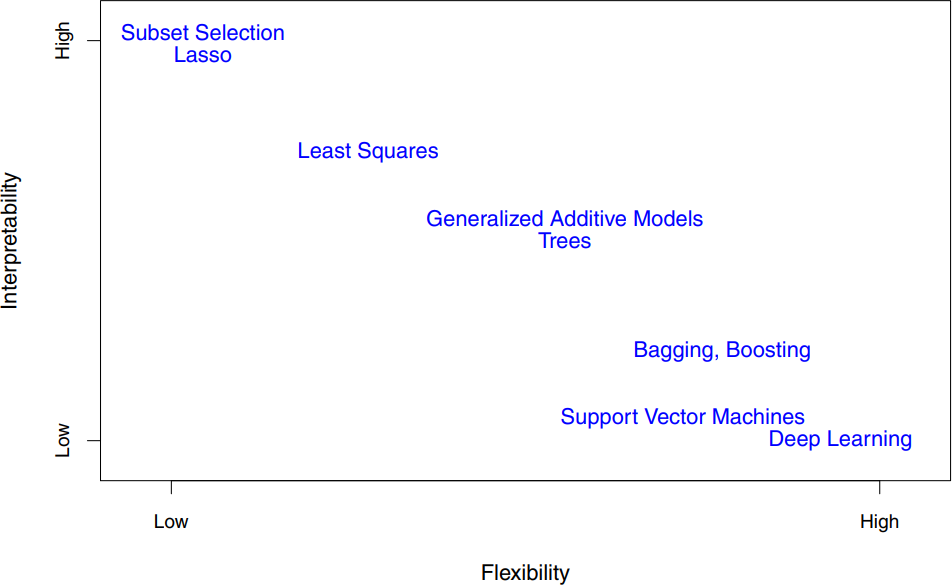 High
Subset Selection
Lasso
Least Squares
Interpretability
Generalized Additive Models
Trees
Bagging, Boosting
Support Vector Machines
Low
Deep Learning
Low
High
Flexibility